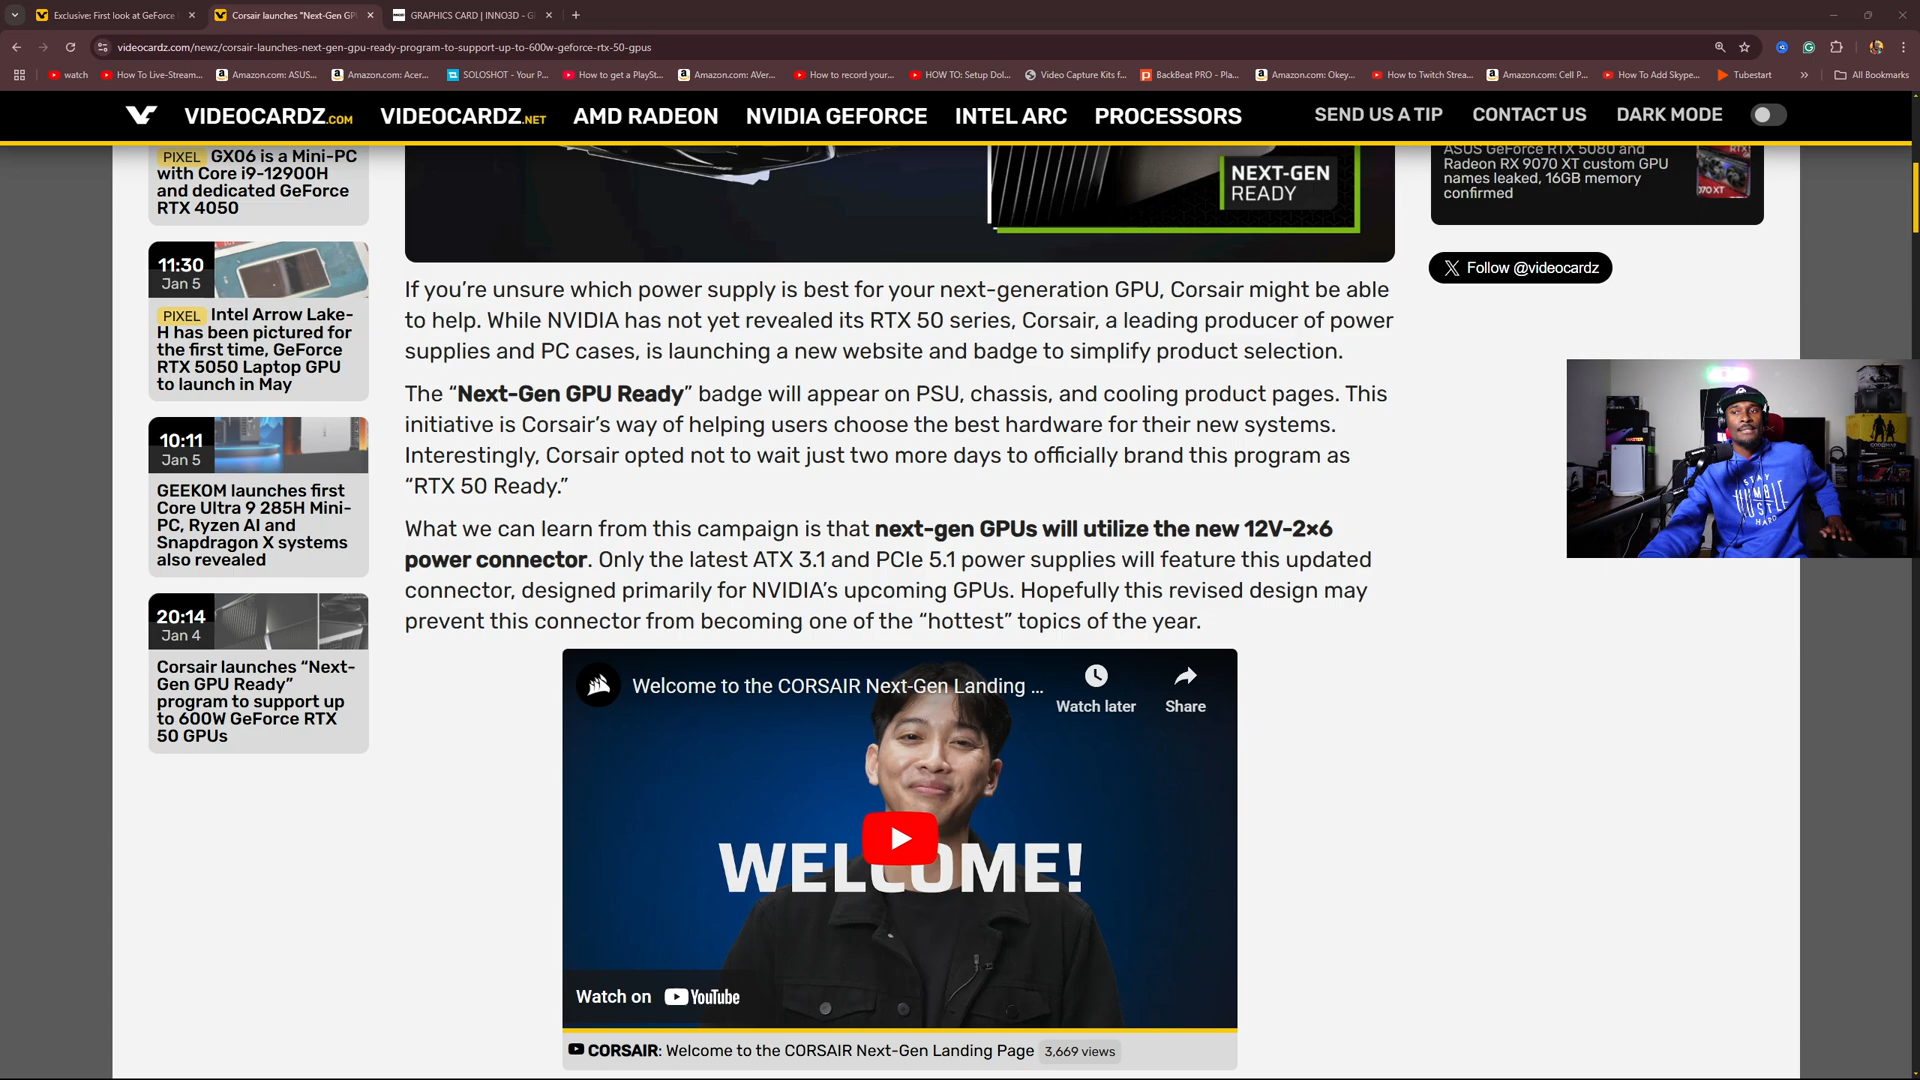 Exclusive: First look at GeForce
Corsair launches "Next-Gen GP
GRAPHICS CARD | INNO3D - G
videocardz.com/newz/corsair-launches-next-gen-gpu-ready-program-to-support-up-to-600w-geforce-rtx-50-gpus
watch
How To Live-Stream...
Amazon.com: ASUS...
Amazon.com: Acer...
SOLOSHOT - Your P...
How to get a PlaySt...
Amazon.com: AVer...
How to record your...
HOW TO: Setup Dol...
Video Capture Kits f...
BackBeat PRO - Pla...
Amazon.com: Okey...
How to Twitch Strea...
Amazon.com: Cell P...
How To Add Skype...
Tubestart
All Bookmarks
VIDEOCARDZ.COM
VIDEOCARDZ.NET
AMD RADEON
NVIDIA GEFORCE
INTEL ARC
PROCESSORS
SEND US A TIP
CONTACT US
DARK MODE
PIXEL GX06 is a Mini-PC
with Core i9-12900H
and dedicated GeForce
RTX 4050
11:30
Jan 5
PIXEL Intel Arrow Lake-
H has been pictured for
the first time, GeForce
RTX 5050 Laptop GPU
to launch in May
10:11
Jan 5
GEEKOM launches first
Core Ultra 9 285H Mini-
PC, Ryzen AI and
Snapdragon X systems
also revealed
20:14
Jan 4
Corsair launches “Next-
Gen GPU Ready”
program to support up
to 600W GeForce RTX
50 GPUs
NEXT-GEN
READY
If you’re unsure which power supply is best for your next-generation GPU, Corsair might be able
to help. While NVIDIA has not yet revealed its RTX 50 series, Corsair, a leading producer of power
supplies and PC cases, is launching a new website and badge to simplify product selection.
The “Next-Gen GPU Ready” badge will appear on PSU, chassis, and cooling product pages. This
initiative is Corsair’s way of helping users choose the best hardware for their new systems.
Interestingly, Corsair opted not to wait just two more days to officially brand this program as
“RTX 50 Ready.”
What we can learn from this campaign is that next-gen GPUs will utilize the new 12V-2×6
power connector. Only the latest ATX 3.1 and PCIe 5.1 power supplies will feature this updated
connector, designed primarily for NVIDIA’s upcoming GPUs. Hopefully this revised design may
prevent this connector from becoming one of the “hottest” topics of the year.
Welcome to the CORSAIR Next-Gen Landing ...
Watch later
Share
WELCOME!
Watch on YouTube
CORSAIR: Welcome to the CORSAIR Next-Gen Landing Page 3,669 views
ASUS GeForce RTX 5080 and
Radeon RX 9070 XT custom GPU
names leaked, 16GB memory
confirmed
Follow @videocardz
STAY
HUMBLE
HUSTLE
HARD